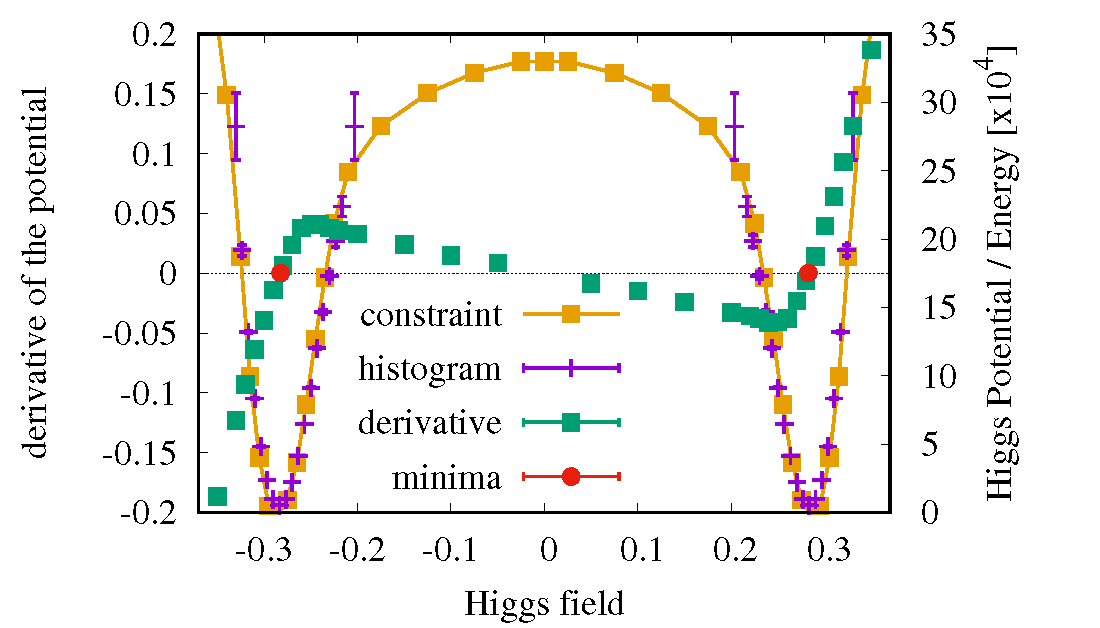 derivative of the potential
0.2
0.15
0.1
0.05
0
-0.05
-0.1
-0.15
-0.2
35
30
25
20
15
10
5
0
Higgs Potential / Energy [x10⁴]
constraint
histogram
derivative
minima
-0.3 -0.2 -0.1 0 0.1 0.2 0.3
Higgs field